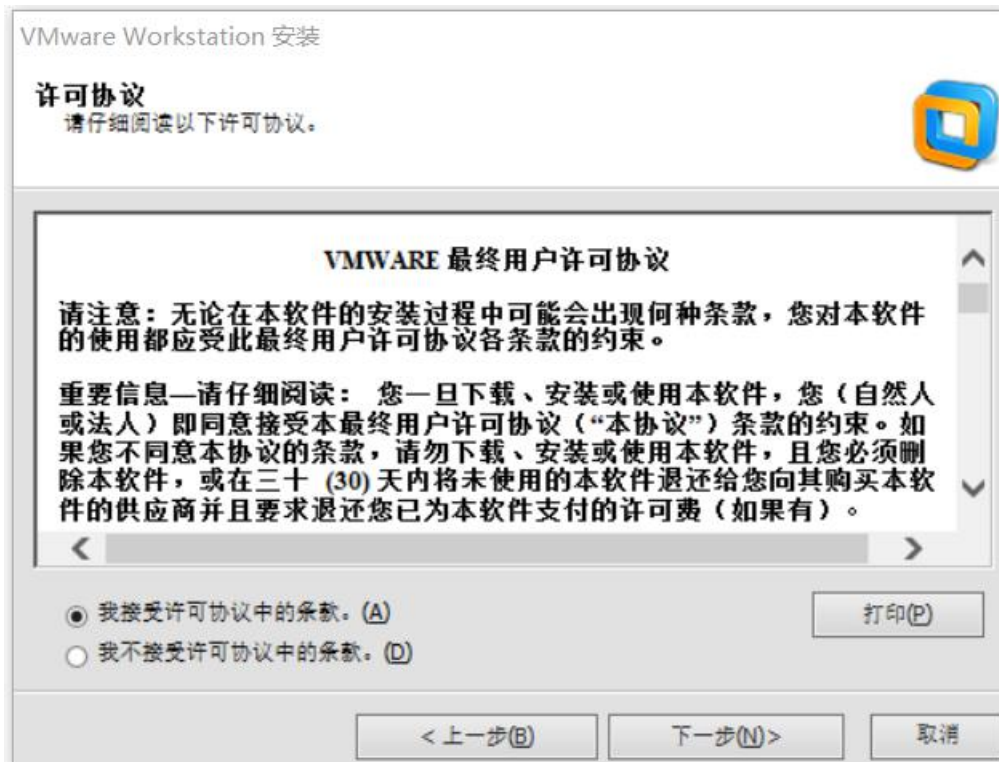 VMware Workstation 安装
许可协议
请仔细阅读以下许可协议。
VMWARE 最终用户许可协议
请注意：无论在本软件的安装过程中可能会出现何种条款，您对本软件
的使用都应受此最终用户许可协议各条款的约束。
重要信息—请仔细阅读： 您一旦下载、安装或使用本软件，您（自然人
或法人）即同意接受本最终用户许可协议（“本协议”）条款的约束。如
果您不同意本协议的条款，请勿下载、安装或使用本软件，且您必须删
除本软件，或在三十 (30) 天内将未使用的本软件退还给您向其购买本软
件的供应商并且要求退还您已为本软件支付的许可费（如果有）。
我接受许可协议中的条款。(A)
打印(P)
我不接受许可协议中的条款。(D)
< 上一步(B)
下一步(N)>
取消